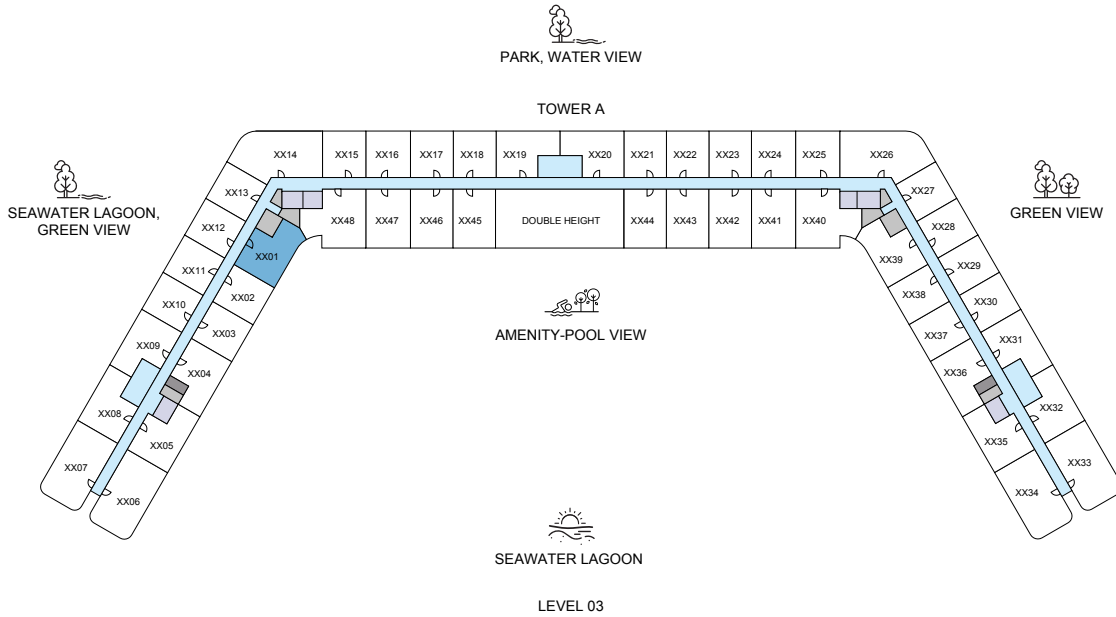 PARK, WATER VIEW
TOWER A
XX14
XX15
XX16
XX17
XX18
XX19
XX20
XX21
XX22
XX23
XX24
XX25
XX26
SEAWATER LAGOON,
GREEN VIEW
GREEN VIEW
XX13
XX12
XX11
XX10
XX09
XX08
XX07
XX01
XX02
XX03
XX04
XX05
XX06
XX48
XX47
XX46
XX45
DOUBLE HEIGHT
XX44
XX43
XX42
XX41
XX40
XX27
XX28
XX29
XX30
XX31
XX32
XX33
XX39
XX38
XX37
XX36
XX35
XX34
AMENITY-POOL VIEW
SEAWATER LAGOON
LEVEL 03